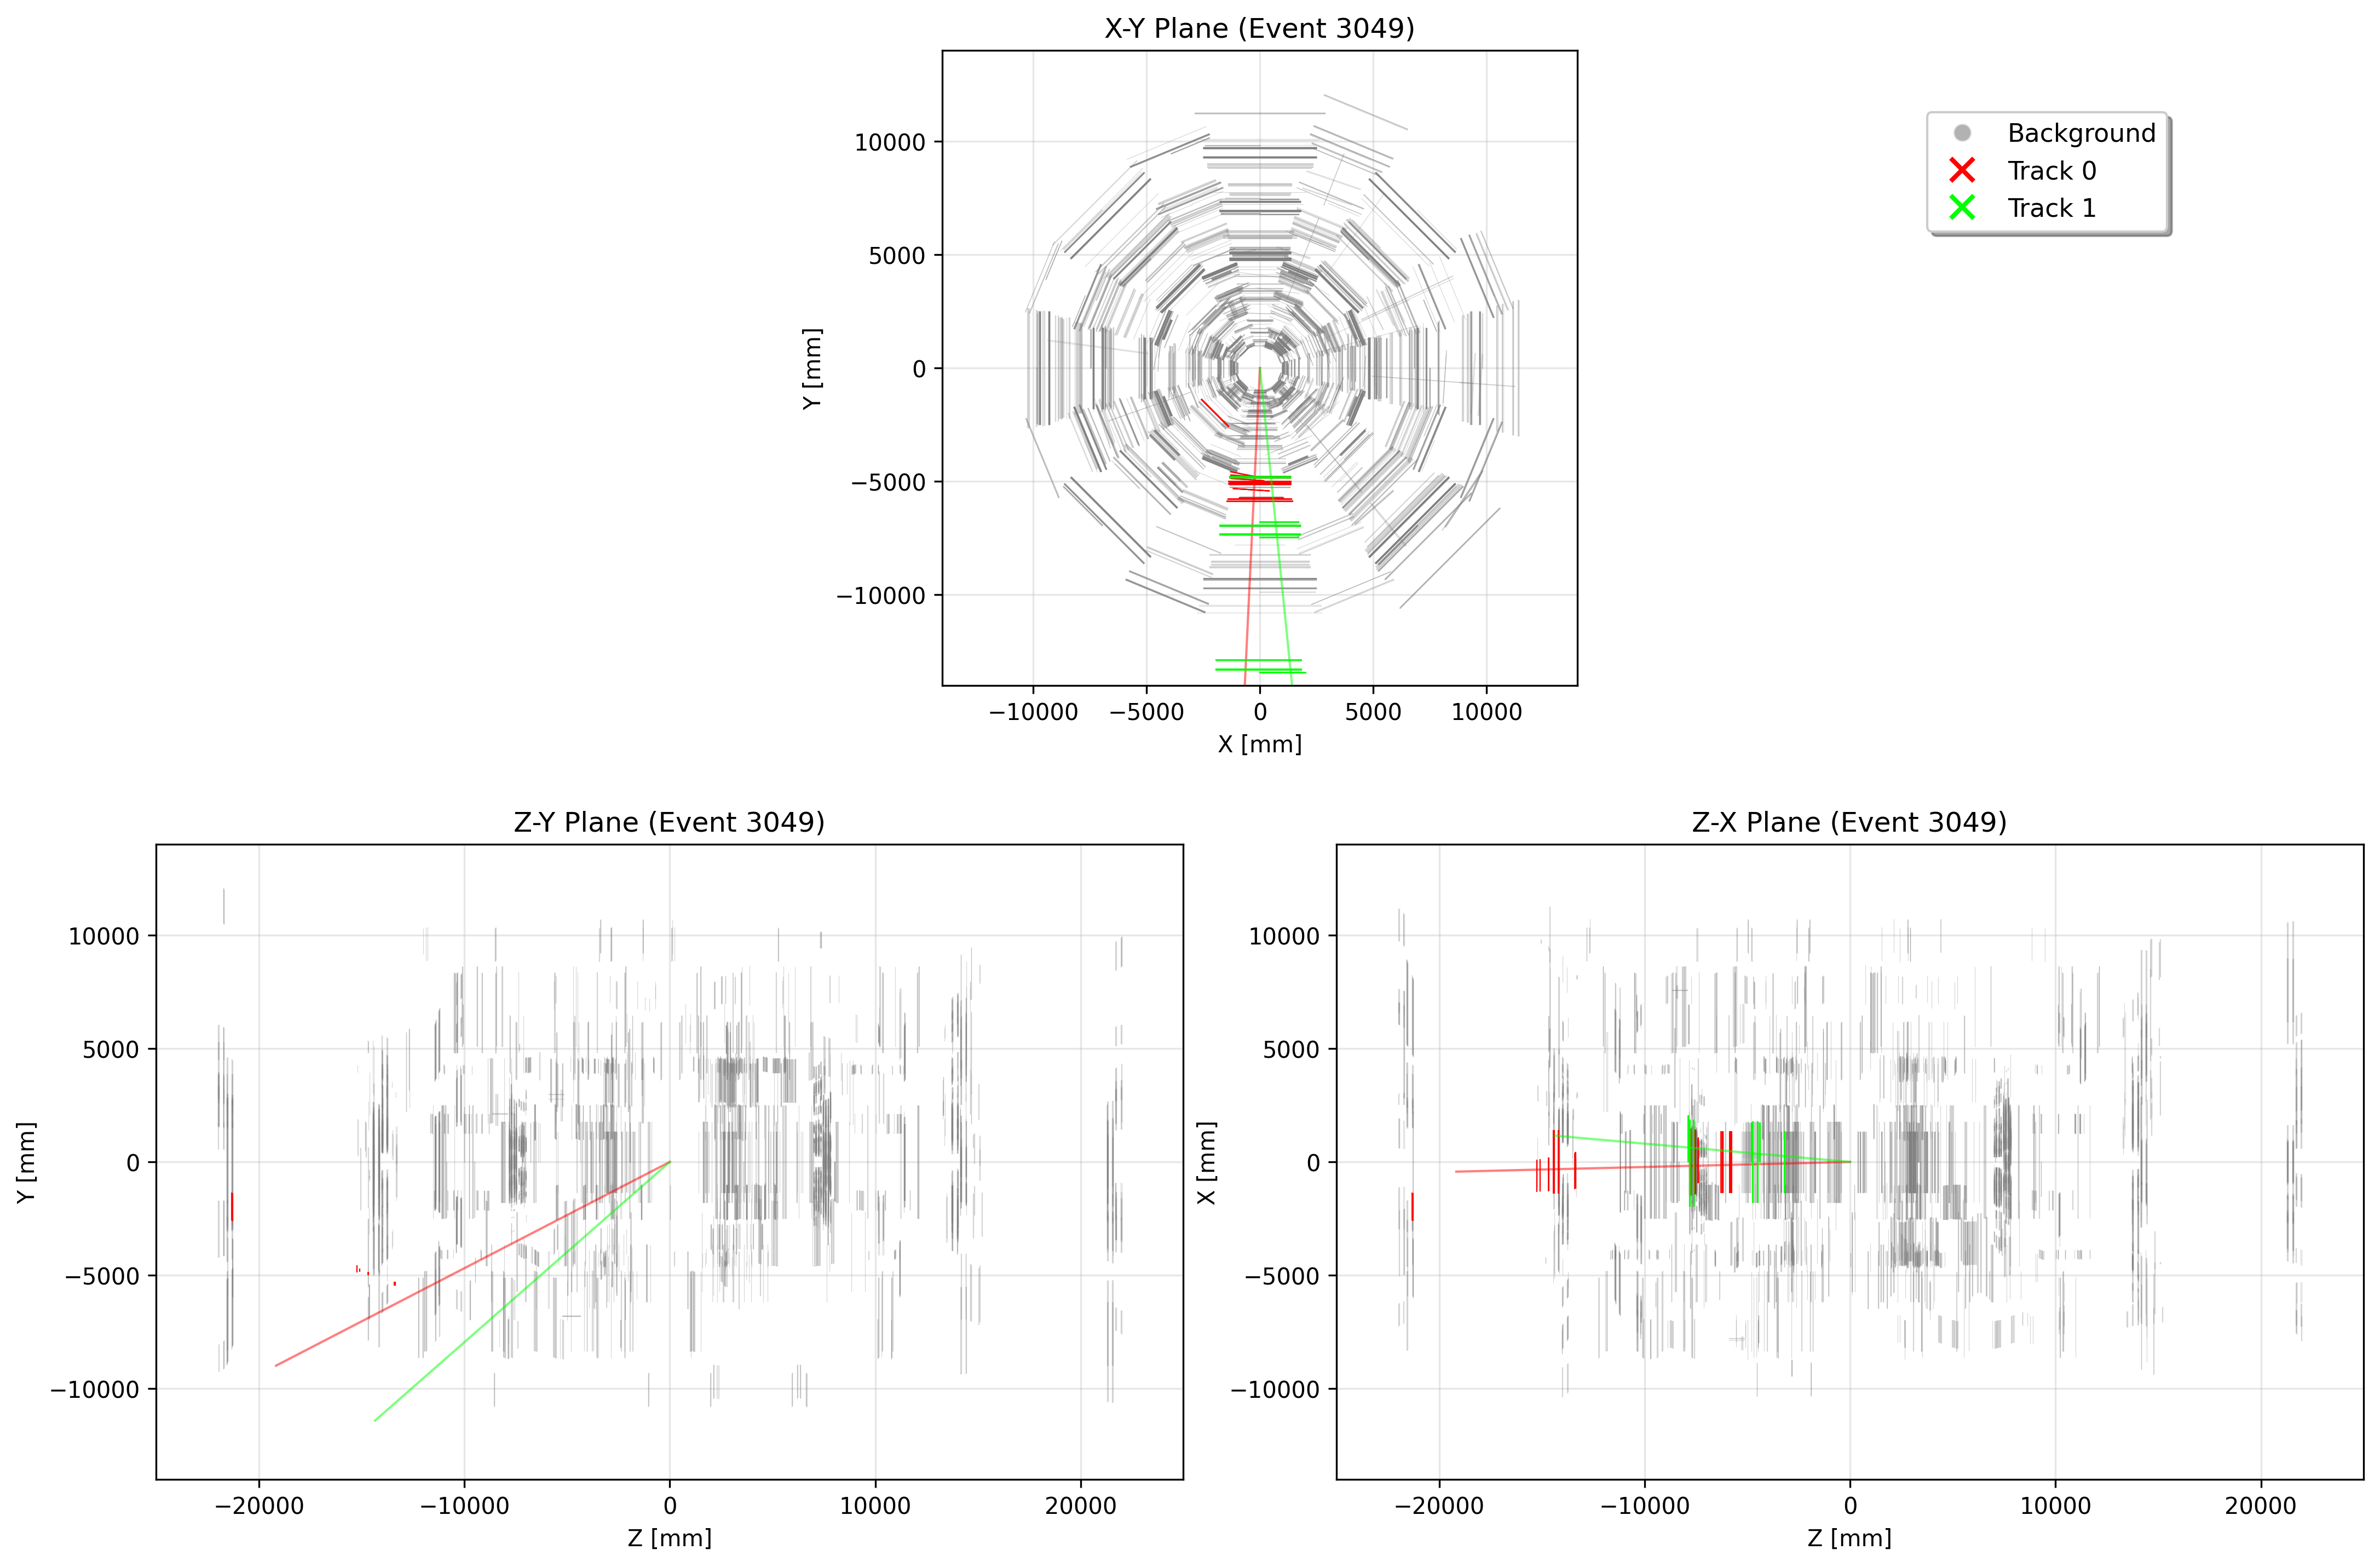 X-Y Plane (Event 3049)
Y [mm]
10000
5000
0
−5000
−10000
−10000 −5000 0 5000 10000
X [mm]
Background
Track 0
Track 1
Z-Y Plane (Event 3049)
Y [mm]
10000
5000
0
−5000
−10000
−20000 −10000 0 10000 20000
Z [mm]
Z-X Plane (Event 3049)
X [mm]
10000
5000
0
−5000
−10000
−20000 −10000 0 10000 20000
Z [mm]